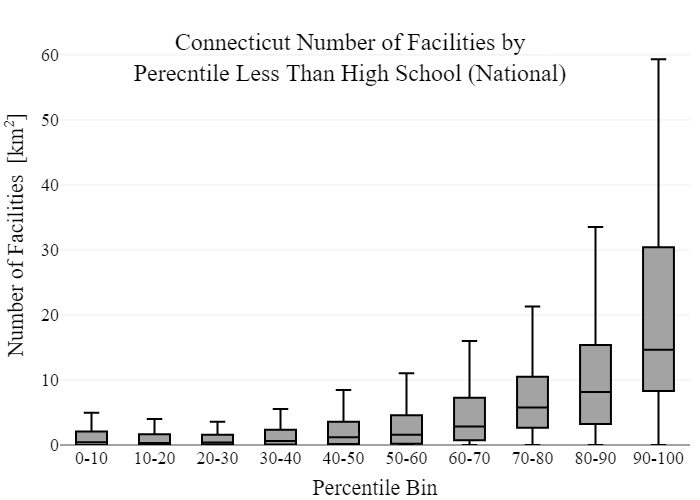 Connecticut Number of Facilities by
Perecntile Less Than High School (National)
Number of Facilities [km²]
60
50
40
30
20
10
0
0-10 10-20 20-30 30-40 40-50 50-60 60-70 70-80 80-90 90-100
Percentile Bin